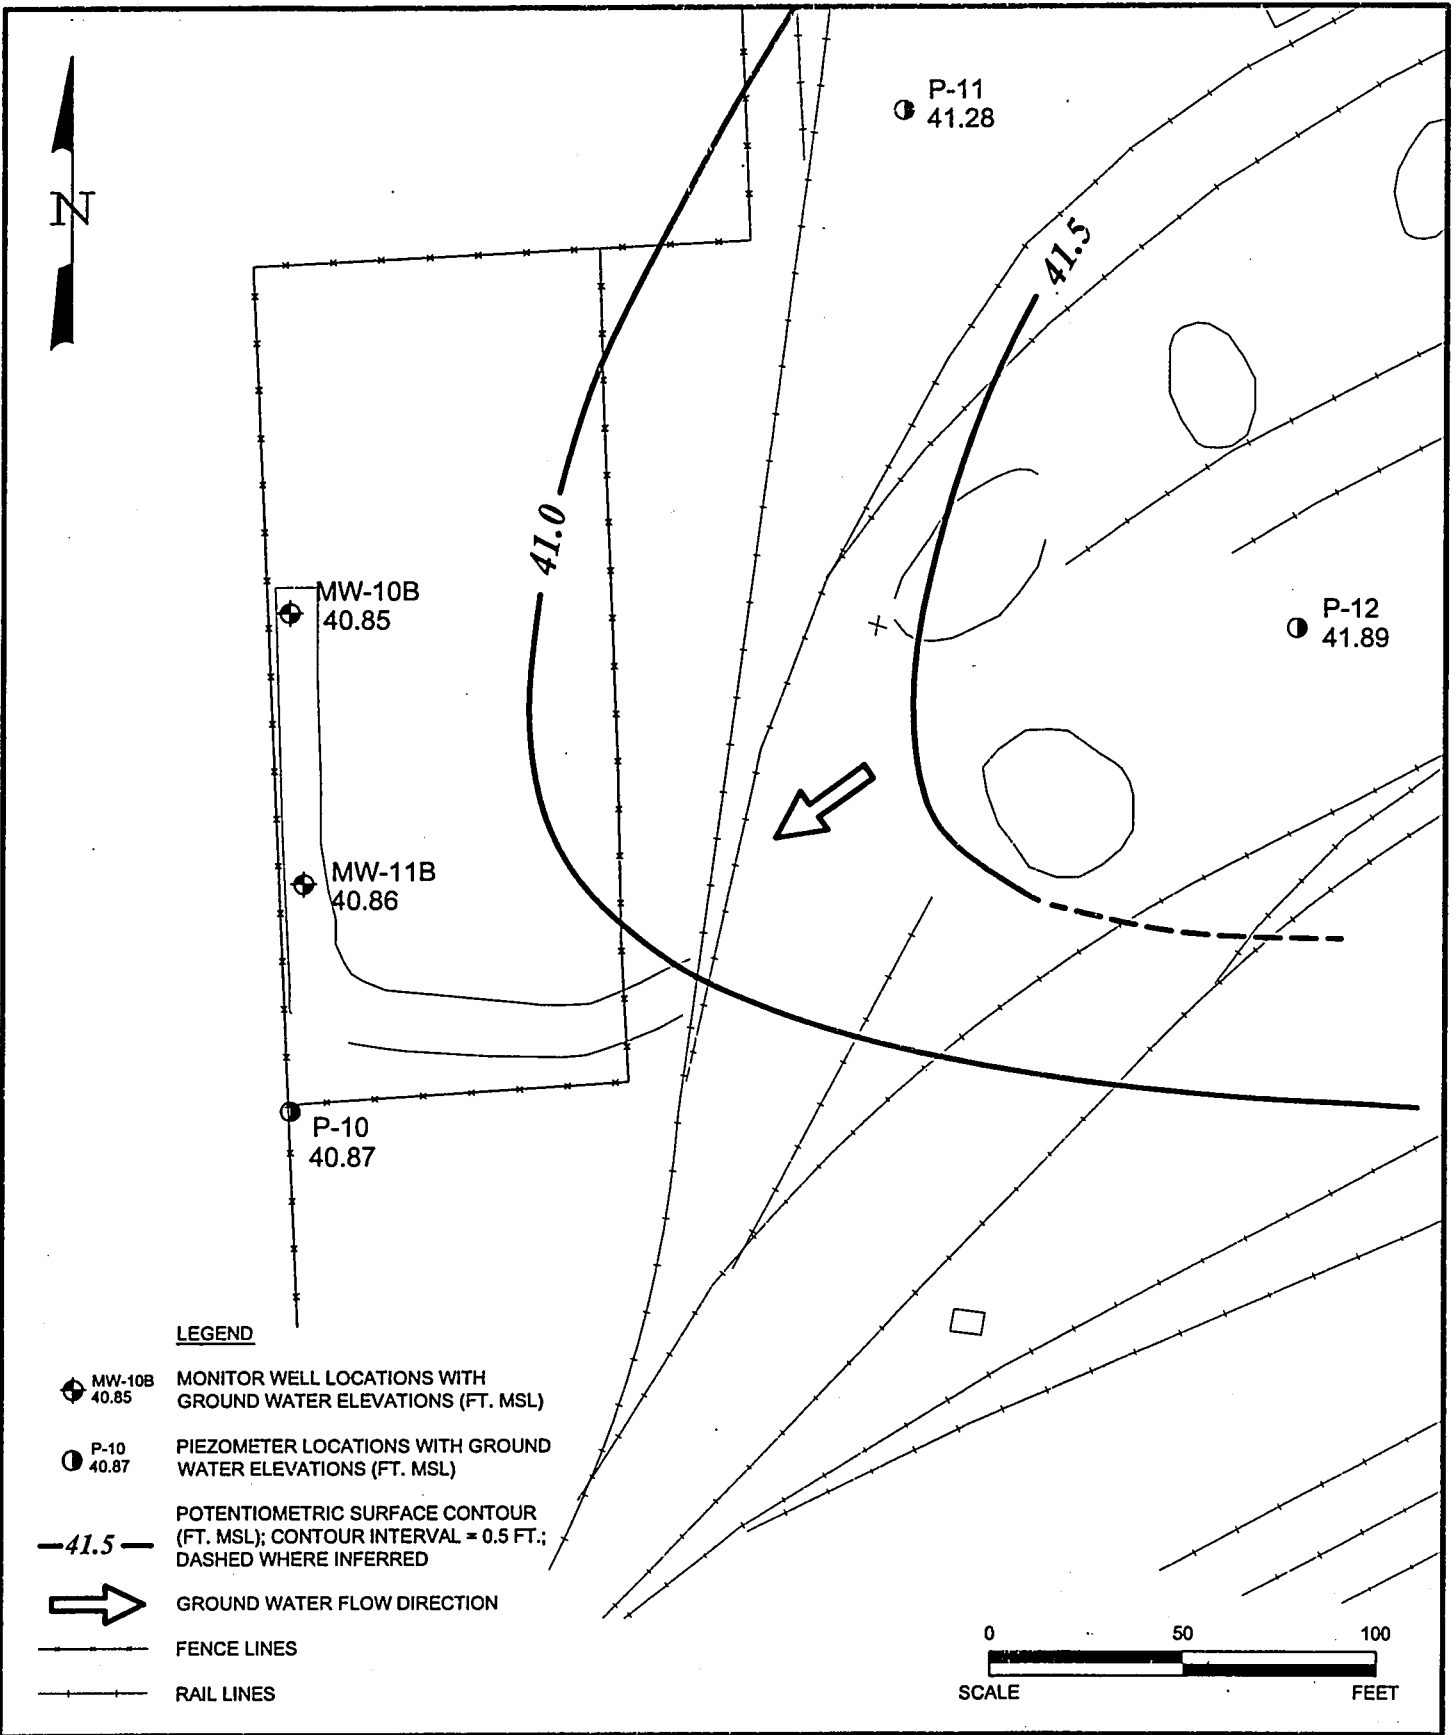 P-11
41.28
N
41.5
41.0
MW-10B
40.85
P-12
41.89
MW-11B
40.86
P-10
40.87
LEGEND
MW-10B
40.85
MONITOR WELL LOCATIONS WITH
GROUND WATER ELEVATIONS (FT. MSL)
P-10
40.87
PIEZOMETER LOCATIONS WITH GROUND
WATER ELEVATIONS (FT. MSL)
41.5
POTENTIOMETRIC SURFACE CONTOUR
(FT. MSL); CONTOUR INTERVAL = 0.5 FT.;
DASHED WHERE INFERRED
GROUND WATER FLOW DIRECTION
FENCE LINES
RAIL LINES
0 50 100
SCALE FEET